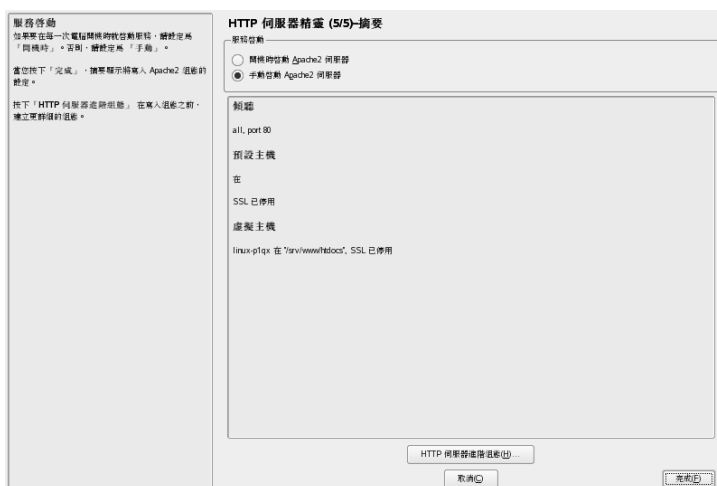 服務啓動
如果要在每一次電腦開機時就啓動服務，請設定為
「開機時」。否則，請設定為 「手動」。
當您按下「完成」，摘要顯示將寫入 Apache2 組態的
設定。
按下「HTTP 伺服器進階組態」 在寫入組態之前，
建立更詳細的組態。
HTTP 伺服器精靈 (5/5)–摘要
服務啓動
開機時啓動 Apache2 伺服器
手動啓動 Apache2 伺服器
傾聽
all, port 80
預設主機
在
SSL 已停用
虛擬主機
linux-p1qx 在 "/srv/www/htdocs", SSL 已停用
HTTP 伺服器進階組態(H)...
取消(C)
完成(F)